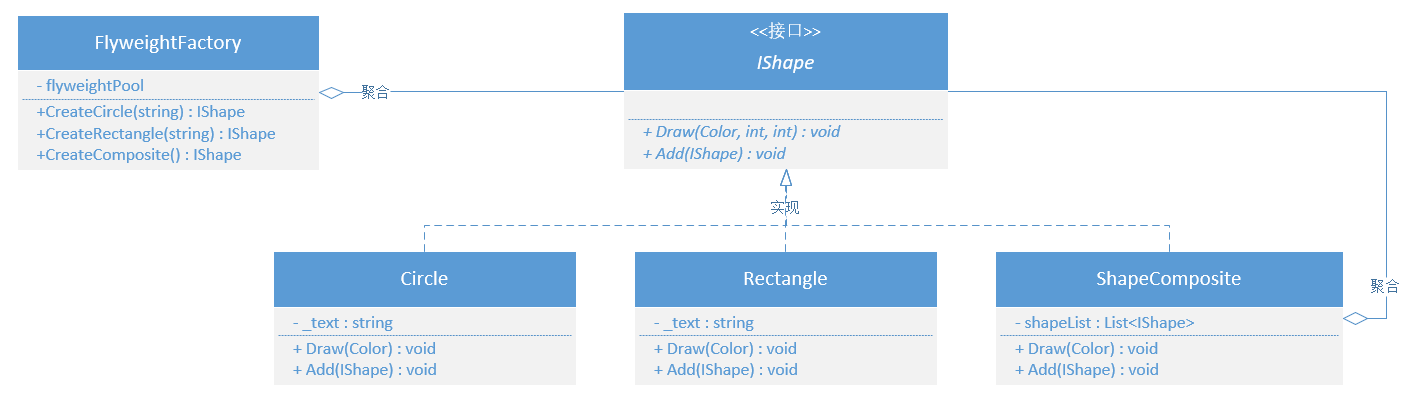 FlyweightFactory
- flyweightPool
+CreateCircle(string) : IShape
+CreateRectangle(string) : IShape
+CreateComposite() : IShape
聚合
<<接口>>
IShape
+ Draw(Color, int, int) : void
+ Add(IShape) : void
实现
Circle
- _text : string
+ Draw(Color) : void
+ Add(IShape) : void
Rectangle
- _text : string
+ Draw(Color) : void
+ Add(IShape) : void
ShapeComposite
- shapeList : List<IShape>
+ Draw(Color) : void
+ Add(IShape) : void
聚合